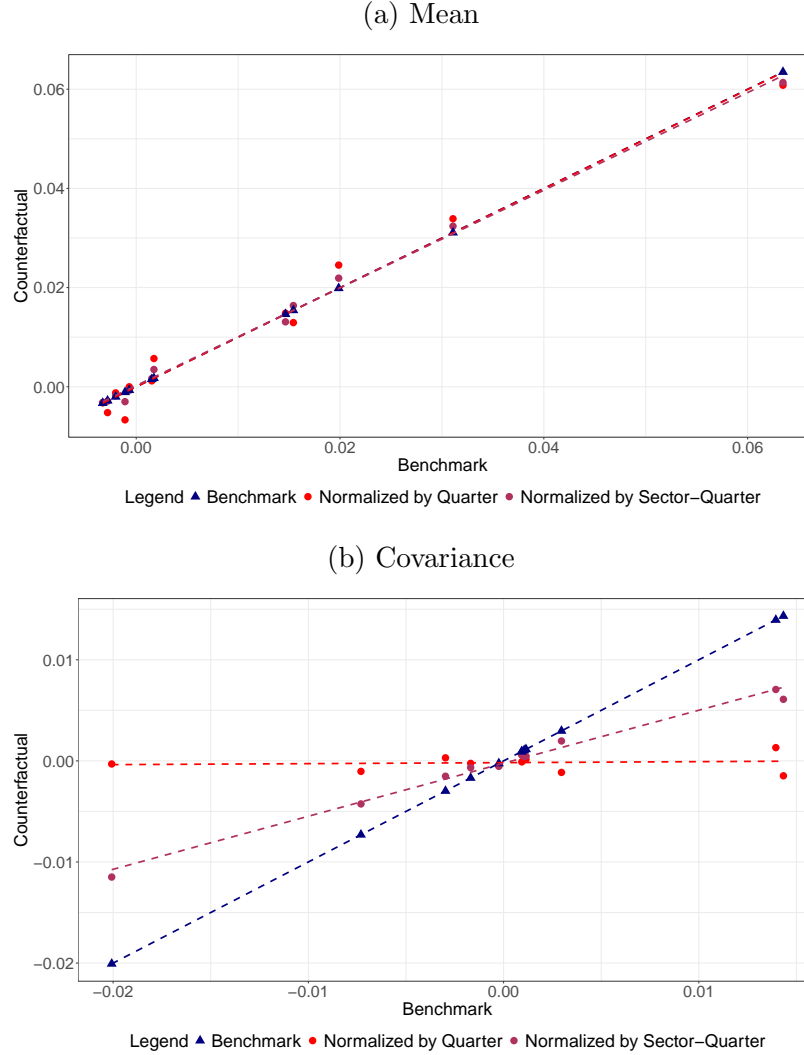 (a) Mean
0.06
0.04
0.02
0.00
Counterfactual
0.00 0.02 0.04 0.06
Benchmark
Legend Benchmark Normalized by Quarter Normalized by Sector−Quarter
(b) Covariance
0.01
0.00
−0.01
−0.02
Counterfactual
−0.02 −0.01 0.00 0.01
Benchmark
Legend Benchmark Normalized by Quarter Normalized by Sector−Quarter